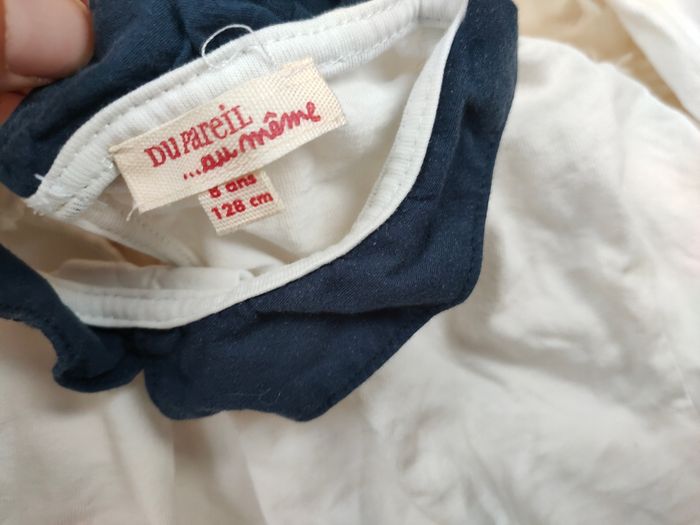 DU PAREIL
...au même
8 ans
128 cm